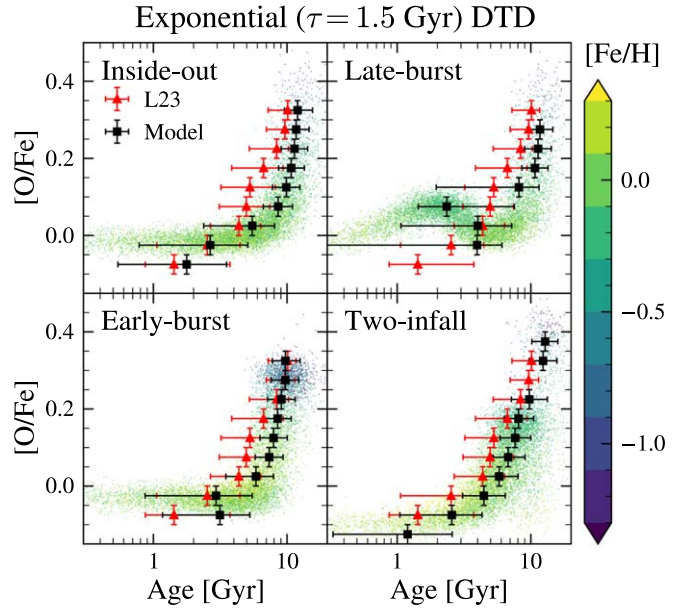 Exponential (τ = 1.5 Gyr) DTD
[Fe/H]
Inside-out
L23
Model
Late-burst
0.4
0.2
0.0
[O/Fe]
0.0
−0.5
−1.0
Early-burst
Two-infall
0.4
0.2
0.0
[O/Fe]
1
10
1
10
Age [Gyr]
Age [Gyr]